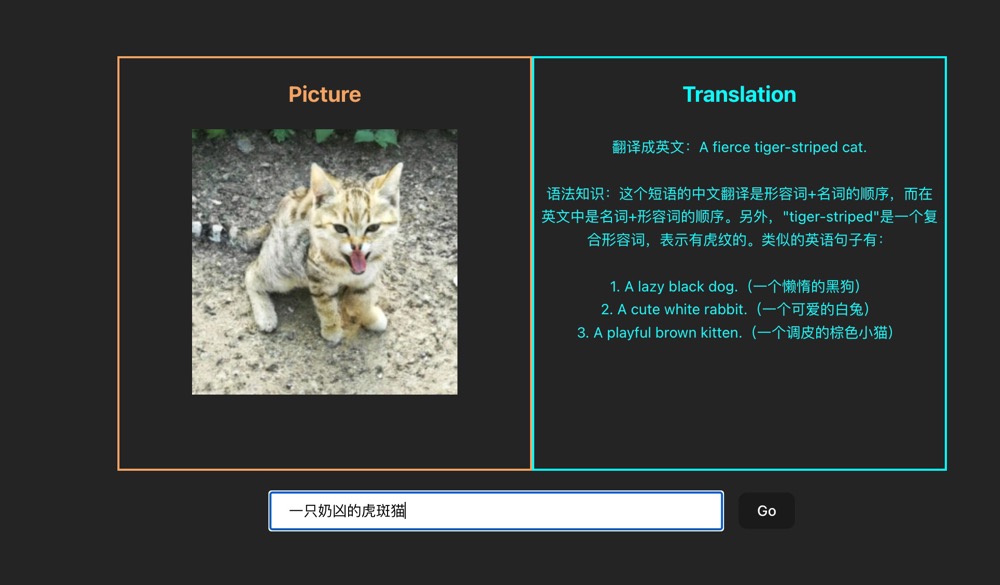 Picture
Translation
翻译成英文：A fierce tiger-striped cat.
语法知识：这个短语的中文翻译是形容词+名词的顺序，而在
英文中是名词+形容词的顺序。另外，"tiger-striped"是一个复
合形容词，表示有虎纹的。类似的英语句子有：
1. A lazy black dog.（一个懒惰的黑狗）
2. A cute white rabbit.（一个可爱的白兔）
3. A playful brown kitten.（一个调皮的棕色小猫）
一只奶凶的虎斑猫
Go